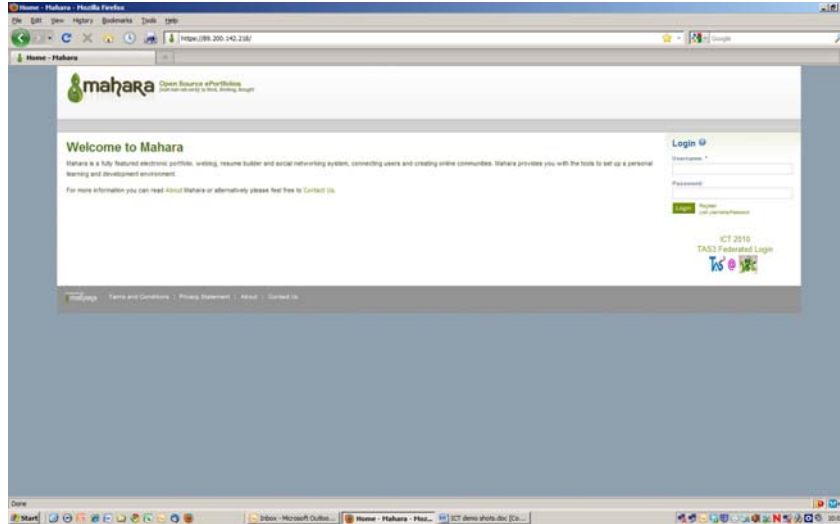 Home - Mahara - Mozilla Firefox
File Edit View History Bookmarks Tools Help
https://89.200.142.218/
Google
Home - Mahara
mahara Open Source ePortfolios
Welcome to Mahara
Mahara is a fully featured electronic portfolio, weblog, resume builder and social networking system, connecting users and creating online communities. Mahara provides you with the tools to set up a personal
learning and development environment.
For more information you can read About Mahara or alternatively please feel free to Contact Us.
Login
Username: *
Password:
Login
Register
Lost Username/Password
ICT 2010
TAS3 Federated Login
mahara Terms and Conditions | Privacy Statement | About | Contact Us
Done
Start
Inbox - Microsoft Outloo...
Home - Mahara - Moz...
ICT demo shots.doc [Co...